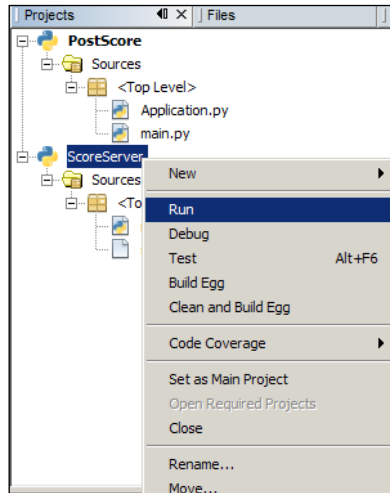 Projects
Files
PostScore
Sources
<Top Level>
Application.py
main.py
ScoreServer
Sources
<To
New
Run
Debug
Test Alt+F6
Build Egg
Clean and Build Egg
Code Coverage
Set as Main Project
Open Required Projects
Close
Rename...
Move...